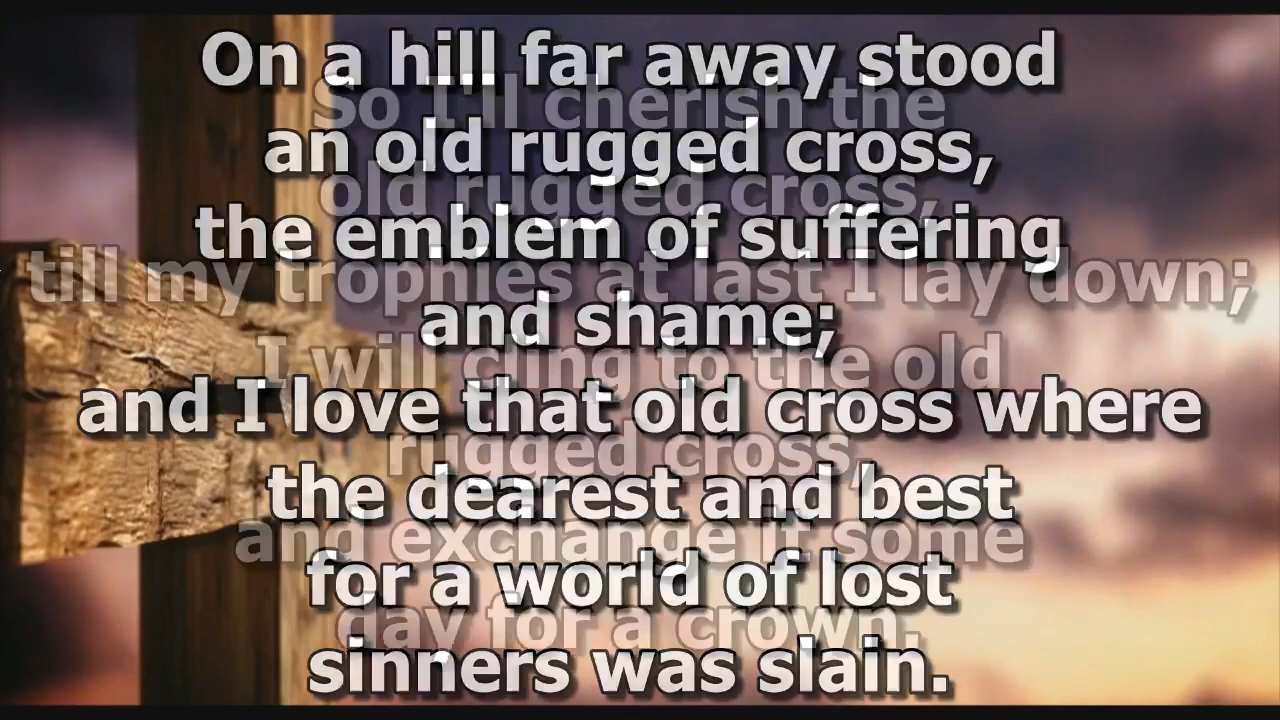 On a hill far away stood
an old rugged cross,
the emblem of suffering
and shame;
and I love that old cross where
the dearest and best
for a world of lost
sinners was slain.
So I'll cherish the
old rugged cross,
till my trophies at last I lay down;
I will cling to the old
rugged cross,
and exchange it some
day for a crown.